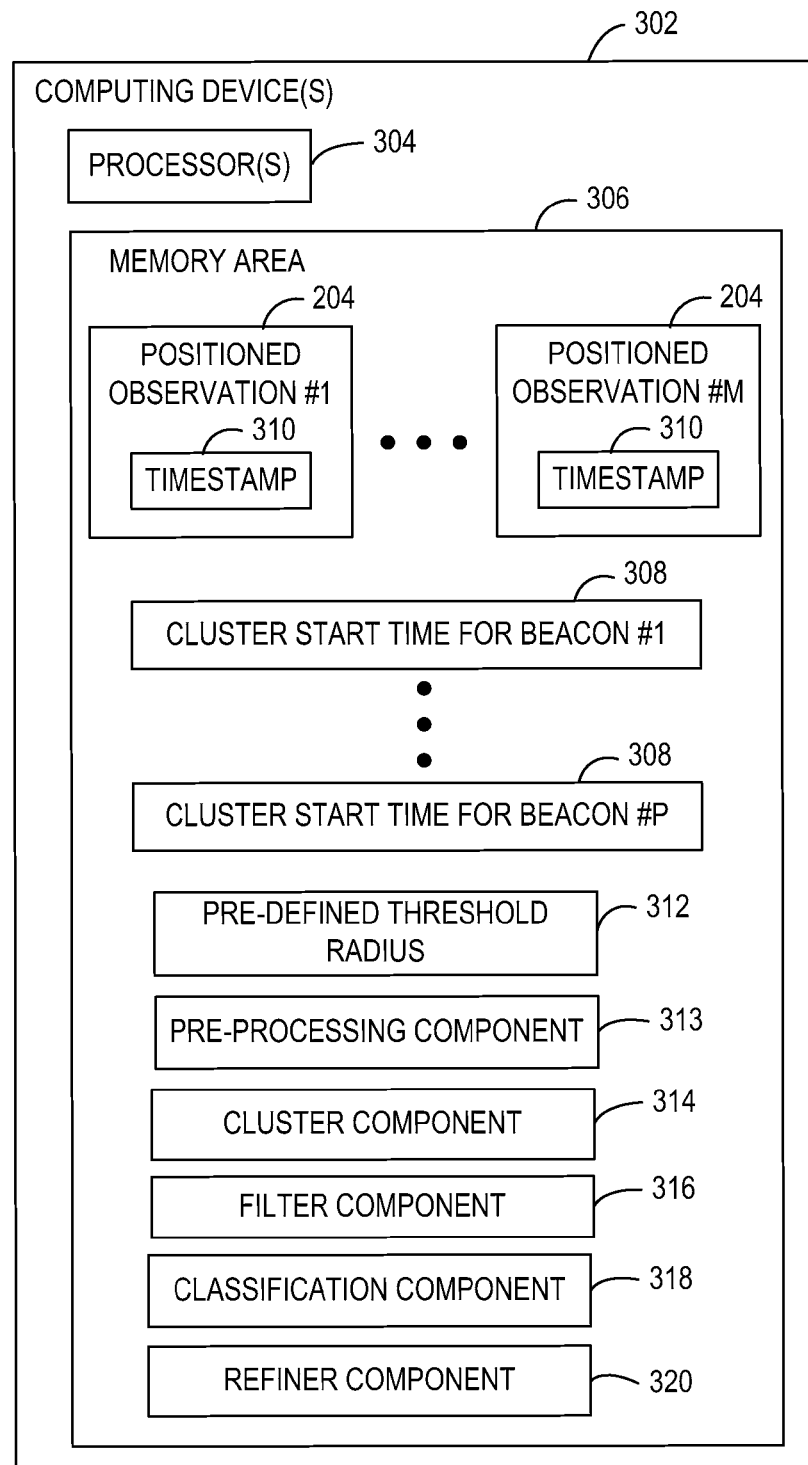 302
COMPUTING DEVICE(S)
PROCESSOR(S)
304
306
MEMORY AREA
204
204
POSITIONED
OBSERVATION #1
310
TIMESTAMP
POSITIONED
OBSERVATION #M
310
TIMESTAMP
308
CLUSTER START TIME FOR BEACON #1
308
CLUSTER START TIME FOR BEACON #P
PRE-DEFINED THRESHOLD
RADIUS
312
PRE-PROCESSING COMPONENT
313
CLUSTER COMPONENT
314
FILTER COMPONENT
316
CLASSIFICATION COMPONENT
318
REFINER COMPONENT
320